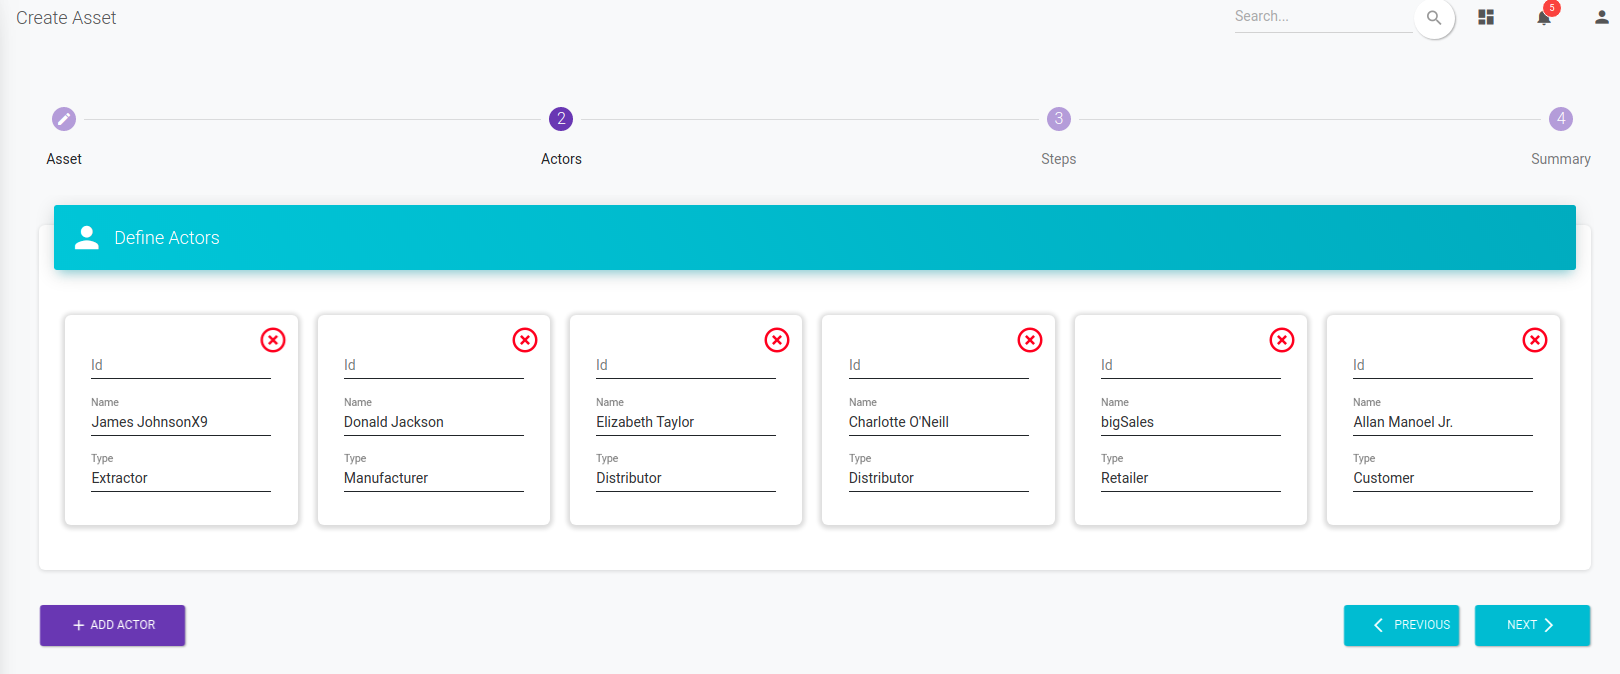 Create Asset
Search...
5
2
3
4
Asset
Actors
Steps
Summary
Define Actors
Id
Name
James JohnsonX9
Type
Extractor
Id
Name
Donald Jackson
Type
Manufacturer
Id
Name
Elizabeth Taylor
Type
Distributor
Id
Name
Charlotte O'Neill
Type
Distributor
Id
Name
bigSales
Type
Retailer
Id
Name
Allan Manoel Jr.
Type
Customer
+ ADD ACTOR
PREVIOUS
NEXT